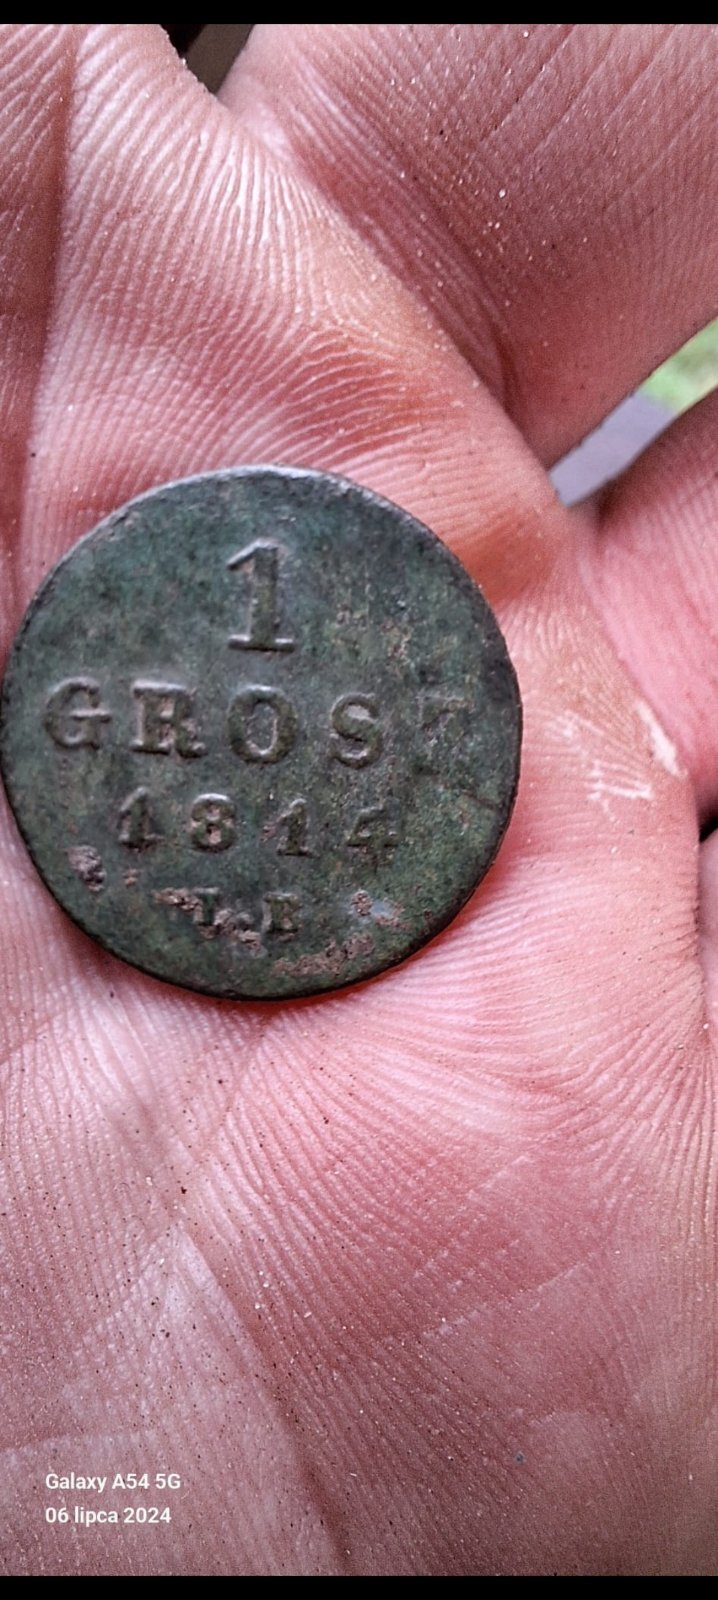 1
GROSZ
1814
I.B.
Galaxy A54 5G
06 lipca 2024